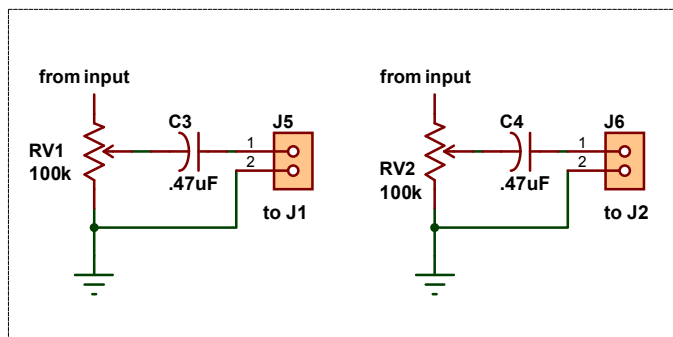 from input
C3
J5
1
2
RV1
100k
.47uF
to J1
from input
C4
J6
1
2
RV2
100k
.47uF
to J2